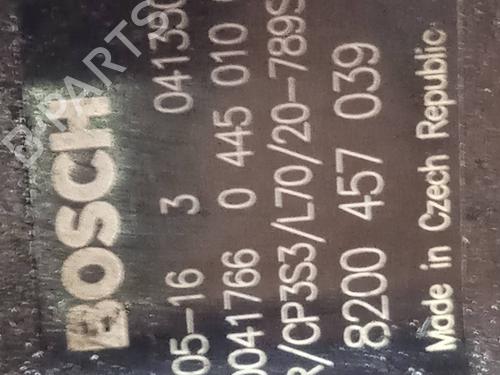 BOSCH
05-16 3 04135
0041766 0 445 010
R/CP3S3/L70/20-789S
8200 457 039
Made in Czech Republic
B-PARTS